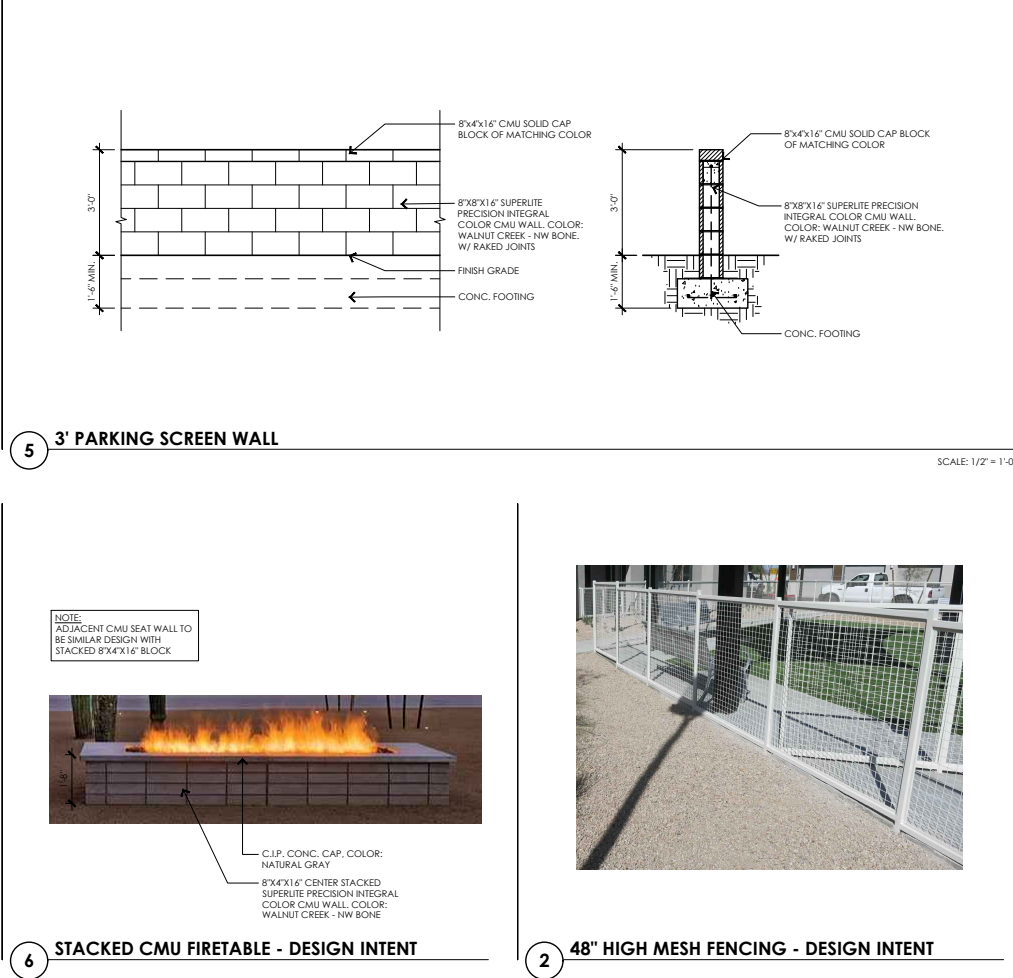 8"x4"x16" CMU SOLID CAP
BLOCK OF MATCHING COLOR
3'-0"
8"X8"X16" SUPERLITE
PRECISION INTEGRAL
COLOR CMU WALL. COLOR:
WALNUT CREEK - NW BONE.
W/ RAKED JOINTS
1'-6" MIN.
FINISH GRADE
CONC. FOOTING
8"x4"x16" CMU SOLID CAP BLOCK
OF MATCHING COLOR
3'-0"
8"X8"X16" SUPERLITE PRECISION
INTEGRAL COLOR CMU WALL.
COLOR: WALNUT CREEK - NW BONE.
W/ RAKED JOINTS
1'-6" MIN.
CONC. FOOTING
5
3' PARKING SCREEN WALL
SCALE: 1/2" = 1'-0
NOTE:
ADJACENT CMU SEAT WALL TO
BE SIMILAR DESIGN WITH
STACKED 8"X4"X16" BLOCK
1'-8"
C.I.P. CONC. CAP, COLOR:
NATURAL GRAY
8"X4"X16" CENTER STACKED
SUPERLITE PRECISION INTEGRAL
COLOR CMU WALL. COLOR:
WALNUT CREEK - NW BONE
6
STACKED CMU FIRETABLE - DESIGN INTENT
2
48" HIGH MESH FENCING - DESIGN INTENT